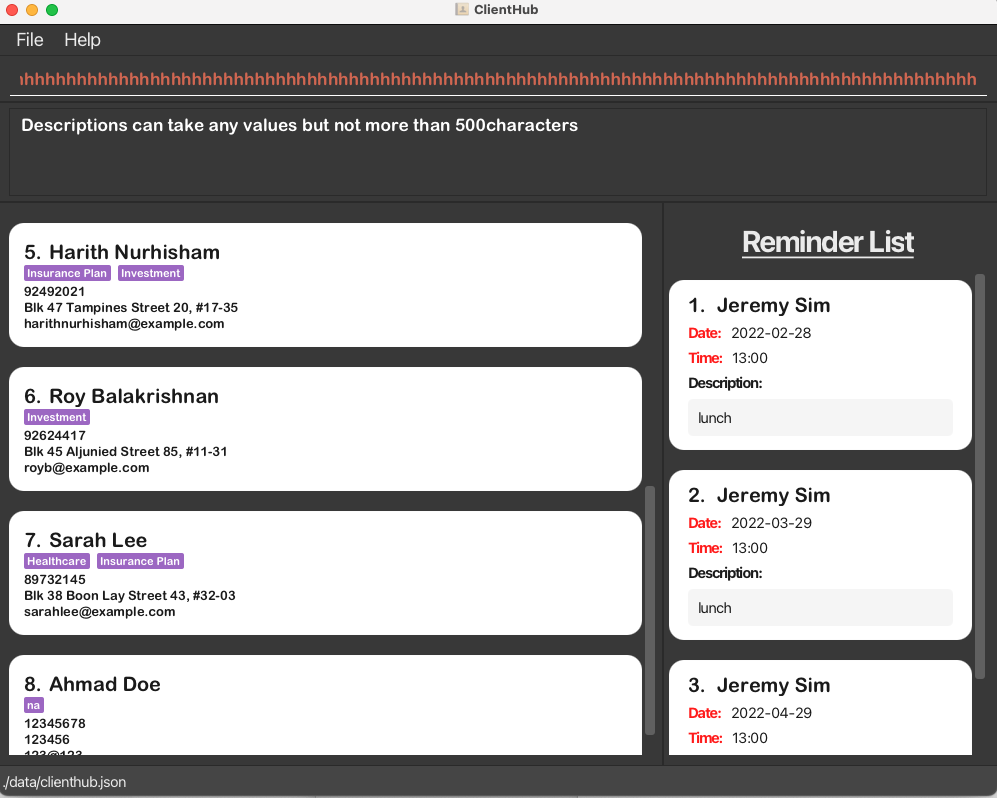 ClientHub
File Help
Descriptions can take any values but not more than 500characters
5. Harith Nurhisham
Insurance Plan Investment
92492021
Blk 47 Tampines Street 20, #17-35
harithnurhisham@example.com
6. Roy Balakrishnan
Investment
92624417
Blk 45 Aljunied Street 85, #11-31
royb@example.com
7. Sarah Lee
Healthcare Insurance Plan
89732145
Blk 38 Boon Lay Street 43, #32-03
sarahlee@example.com
8. Ahmad Doe
na
12345678
123456
123@123
Reminder List
1. Jeremy Sim
Date: 2022-02-28
Time: 13:00
Description:
lunch
2. Jeremy Sim
Date: 2022-03-29
Time: 13:00
Description:
lunch
3. Jeremy Sim
Date: 2022-04-29
Time: 13:00
./data/clienthub.json